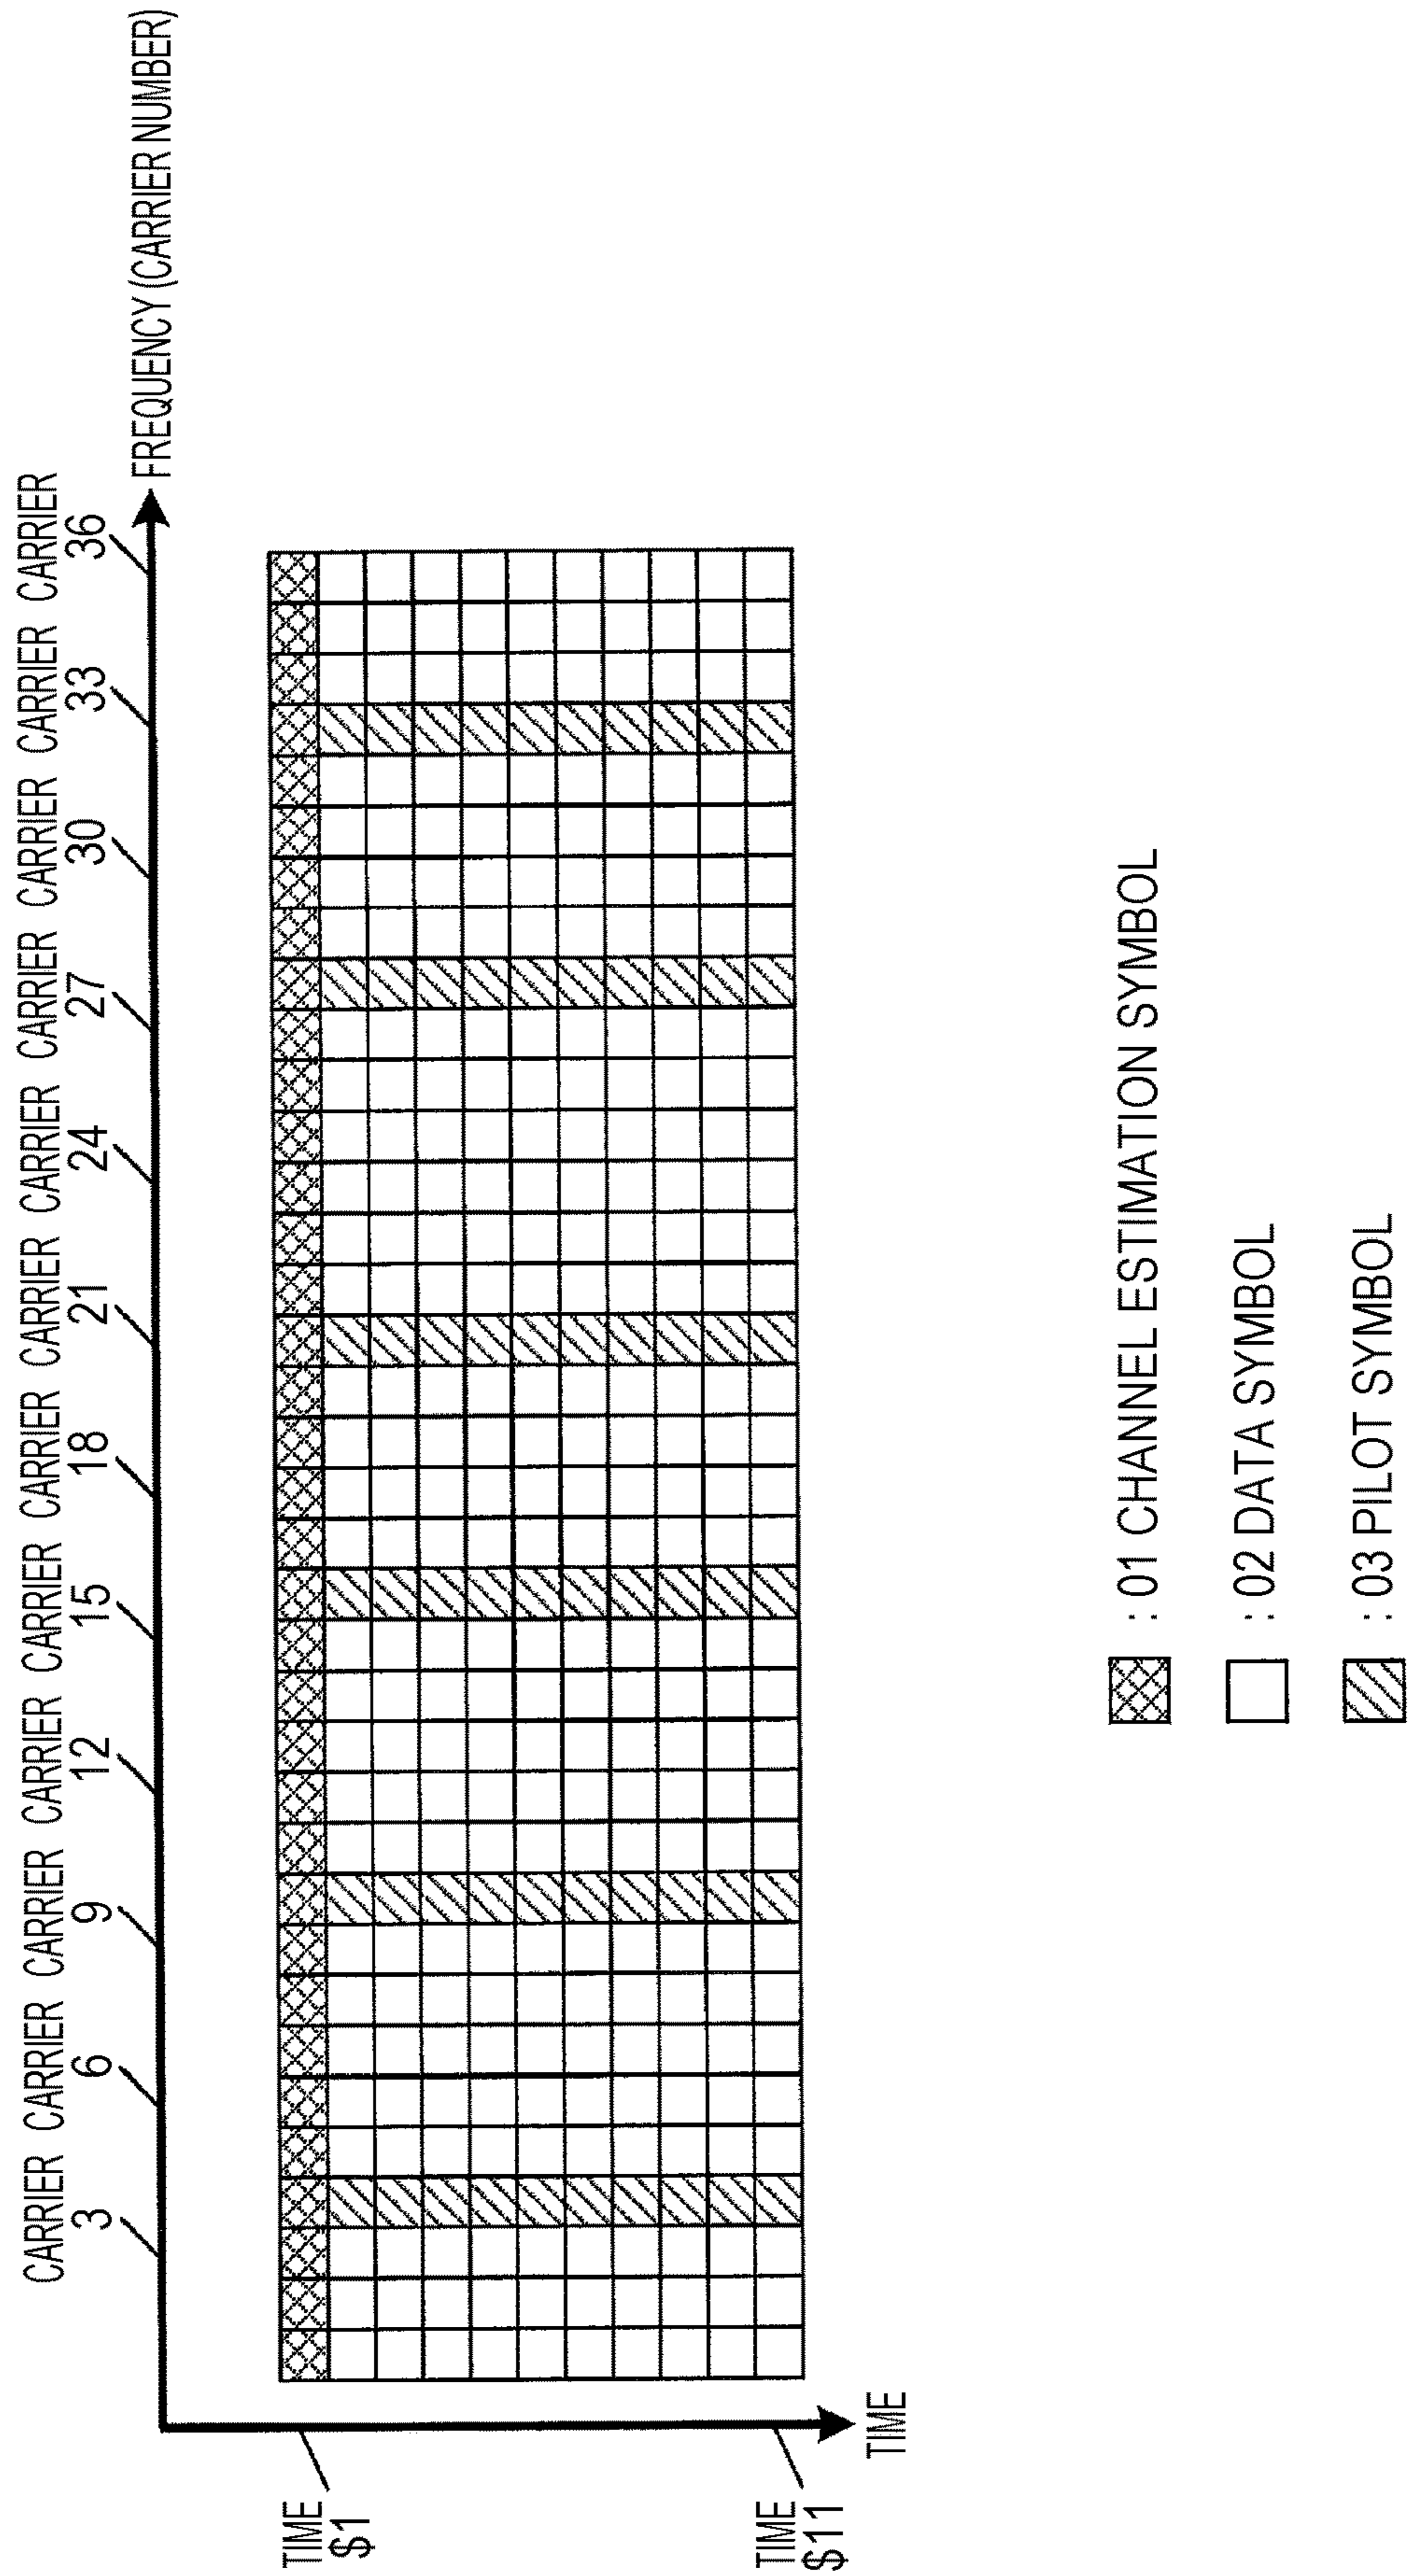 CARRIER CARRIER CARRIER CARRIER CARRIER CARRIER CARRIER CARRIER CARRIER CARRIER CARRIER CARRIER
3 6 9 12 15 18 21 24 27 30 33 36
FREQUENCY (CARRIER NUMBER)
TIME
$1
TIME
$11
TIME
: 01 CHANNEL ESTIMATION SYMBOL
: 02 DATA SYMBOL
: 03 PILOT SYMBOL